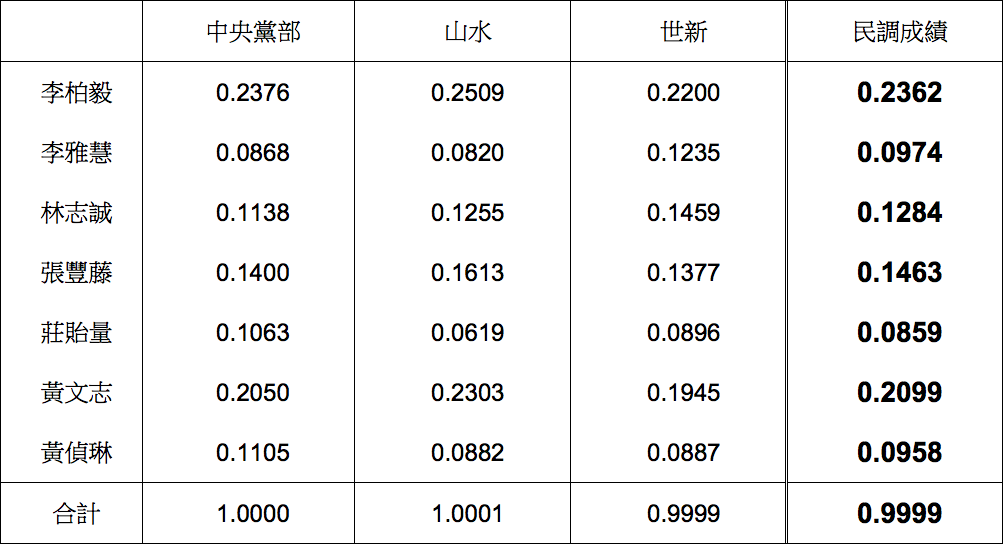 中央黨部 山水 世新 民調成績
李柏毅 0.2376 0.2509 0.2200 0.2362
李雅慧 0.0868 0.0820 0.1235 0.0974
林志誠 0.1138 0.1255 0.1459 0.1284
張豐藤 0.1400 0.1613 0.1377 0.1463
莊貽量 0.1063 0.0619 0.0896 0.0859
黃文志 0.2050 0.2303 0.1945 0.2099
黃偵琳 0.1105 0.0882 0.0887 0.0958
合計 1.0000 1.0001 0.9999 0.9999